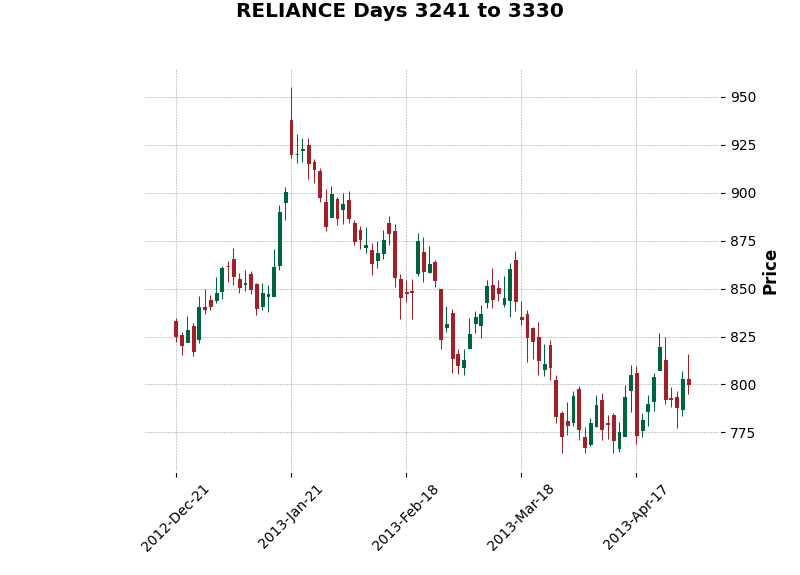 RELIANCE Days 3241 to 3330
950
925
900
875
850
825
800
775
Price
2012-Dec-21
2013-Jan-21
2013-Feb-18
2013-Mar-18
2013-Apr-17